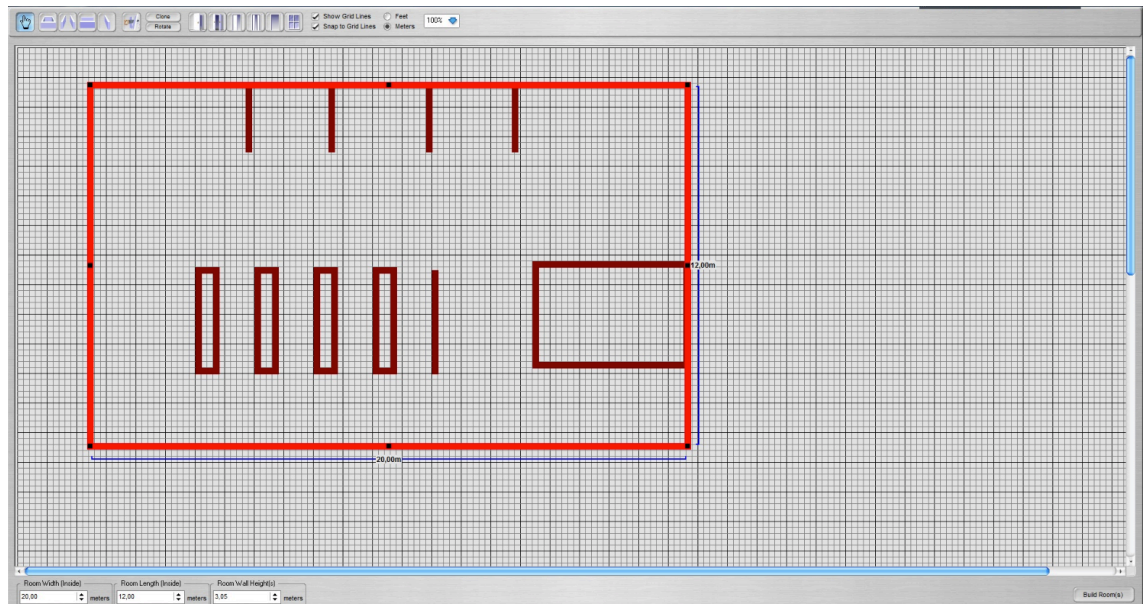 Clone
Rotate
Show Grid Lines
Snap to Grid Lines
Feet
Meters
100%
12,00m
20,00m
Room Width (Inside)
20,00 meters
Room Length (Inside)
12,00 meters
Room Wall Height(s)
3,05 meters
Build Room(s)